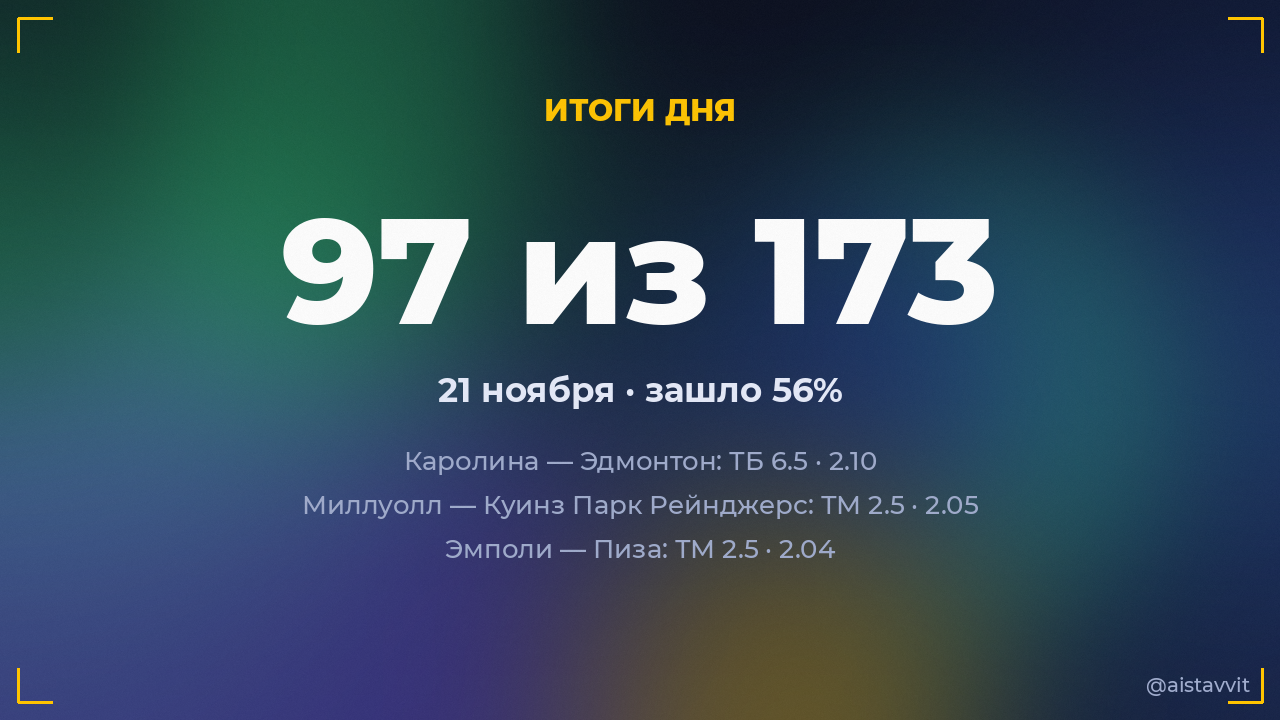 ИТОГИ ДНЯ
97 из 173
21 ноября · зашло 56%
Каролина — Эдмонтон: ТБ 6.5 · 2.10
Миллуолл — Куинз Парк Рейнджерс: ТМ 2.5 · 2.05
Эмполи — Пиза: ТМ 2.5 · 2.04
@aistavvit